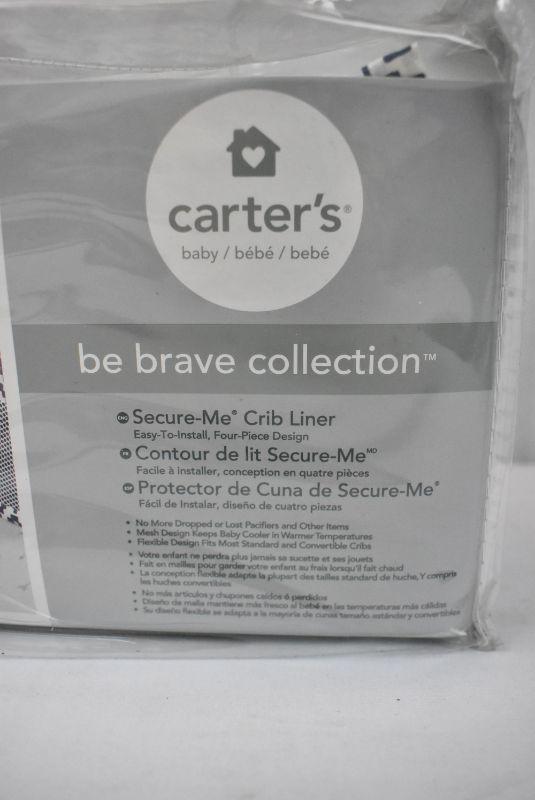 carter's®
baby / bébé / bebé
be brave collection™
ENG Secure-Me® Crib Liner
Easy-To-Install, Four-Piece Design
FR Contour de lit Secure-Me MD
Facile à installer, conception en quatre pièces
ESP Protector de Cuna de Secure-Me®
Fácil de Instalar, diseño de cuatro piezas
• No More Dropped or Lost Pacifiers and Other Items
• Mesh Design Keeps Baby Cooler in Warmer Temperatures
• Flexible Design Fits Most Standard and Convertible Cribs
• Votre enfant ne perdra plus jamais sa sucette et ses jouets
• Fait en mailles pour garder votre enfant au frais lorsqu'il fait chaud
• La conception flexible adapte la plupart des tailles standard de huche, Y compris
les huches convertibles
• No más artículos y chupones caídos ó perdidos
• Diseño de malla mantiene más fresco al bebé en las temperaturas más cálidas
• Su diseño flexible se adapta a la mayoría de cunas tamaño estándar y convertibles